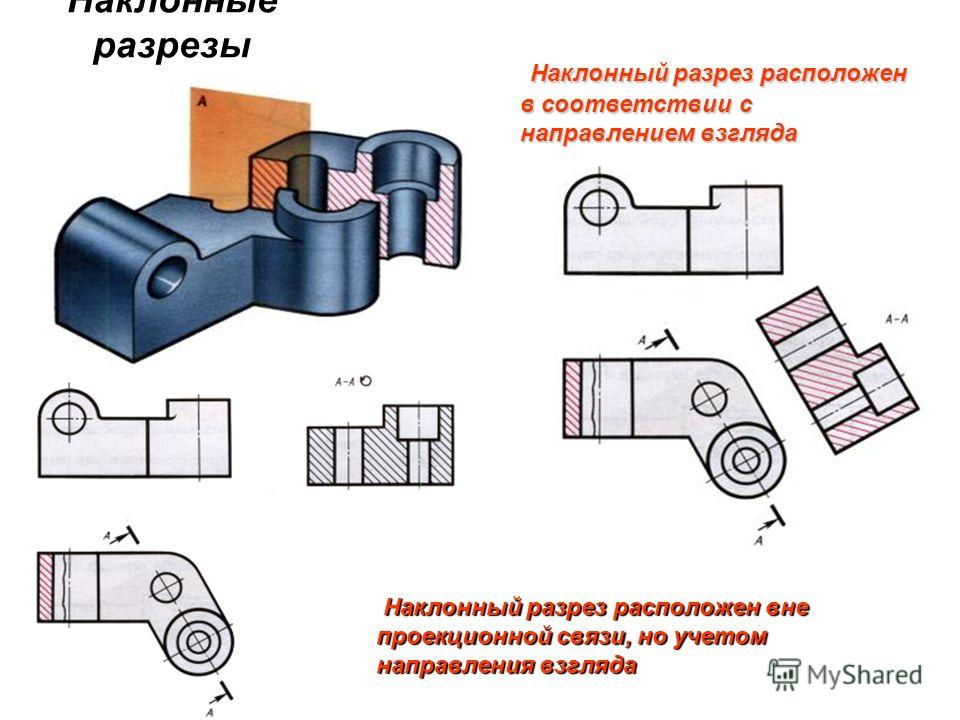 Наклонные
разрезы
Наклонный разрез расположен
в соответствии с
направлением взгляда
А
А-А
А
А
А-А
А
А
Наклонный разрез расположен вне
проекционной связи, но учетом
направления взгляда
MyShared